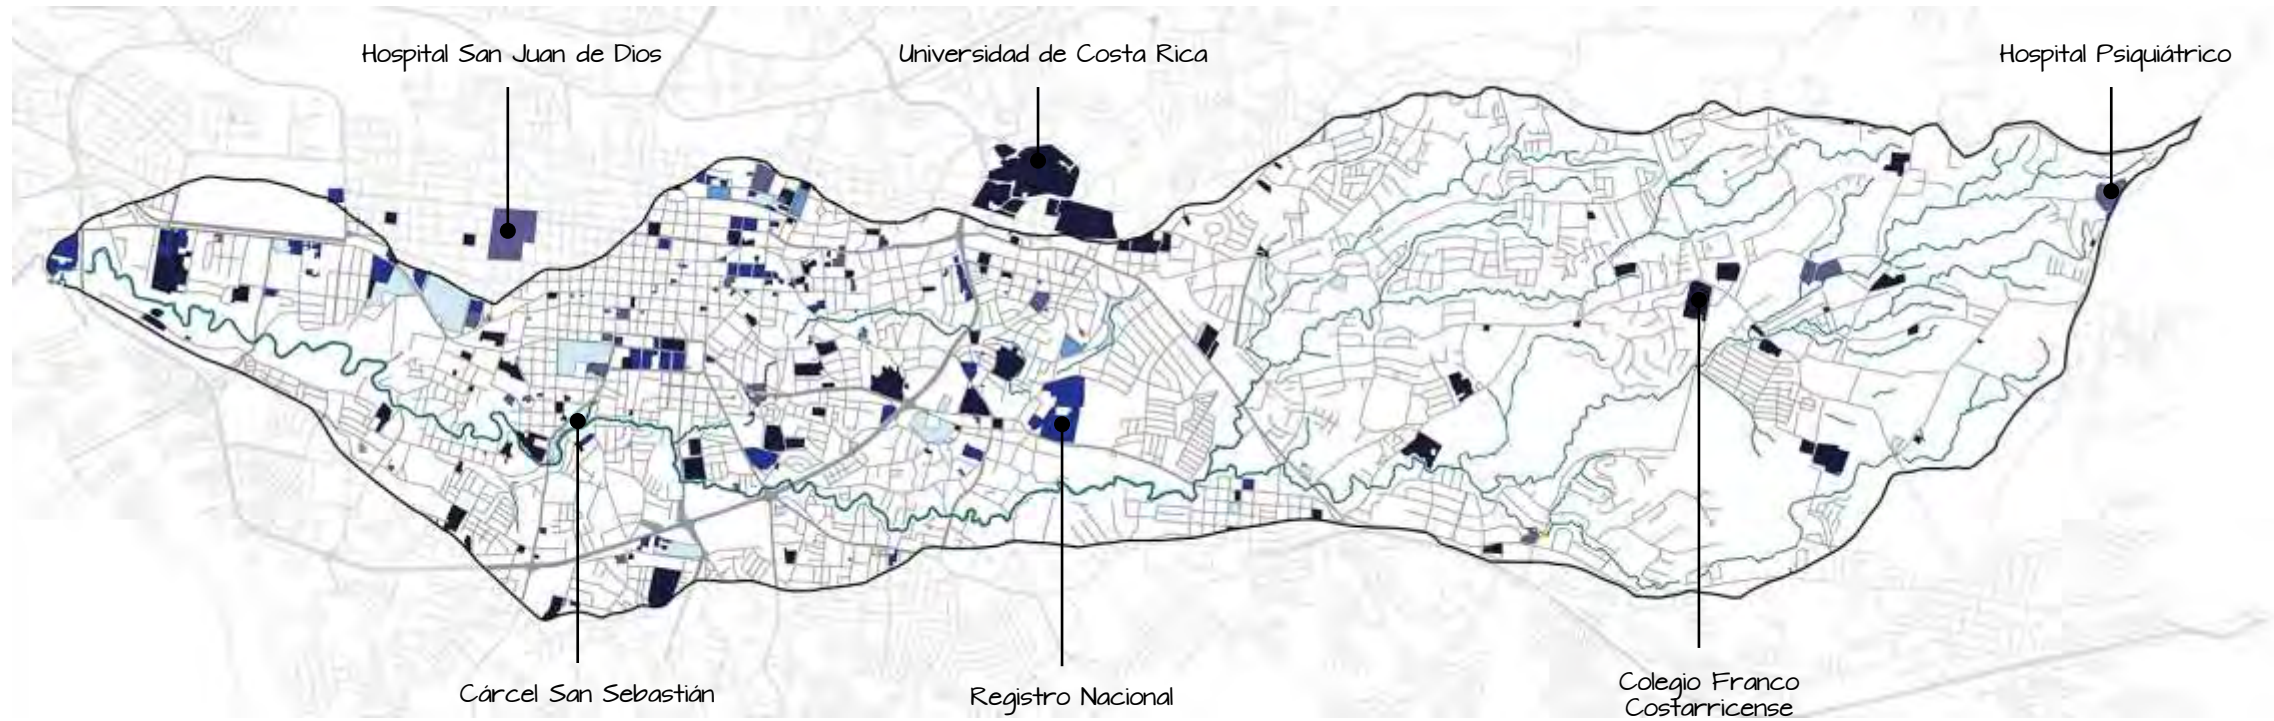 Hospital San Juan de Dios
Universidad de Costa Rica
Hospital Psiquiátrico
Cárcel San Sebastián
Registro Nacional
Colegio Franco
Costarricense